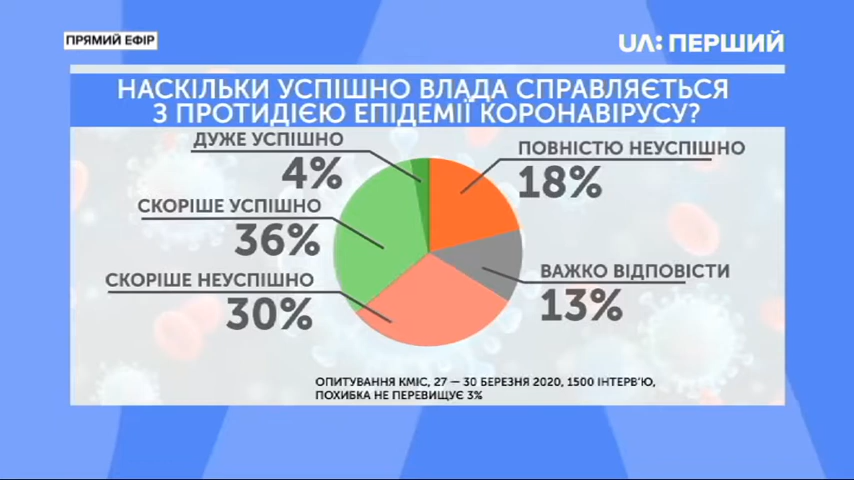 ПРЯМИЙ ЕФІР
UA: ПЕРШИЙ
НАСКІЛЬКИ УСПІШНО ВЛАДА СПРАВЛЯЄТЬСЯ
З ПРОТИДІЄЮ ЕПІДЕМІЇ КОРОНАВІРУСУ?
ДУЖЕ УСПІШНО
4%
СКОРІШЕ УСПІШНО
36%
СКОРІШЕ НЕУСПІШНО
30%
ПОВНІСТЮ НЕУСПІШНО
18%
ВАЖКО ВІДПОВІСТИ
13%
ОПИТУВАННЯ КМІС, 27 — 30 БЕРЕЗНЯ 2020, 1500 ІНТЕРВ'Ю,
ПОХИБКА НЕ ПЕРЕВИЩУЄ 3%